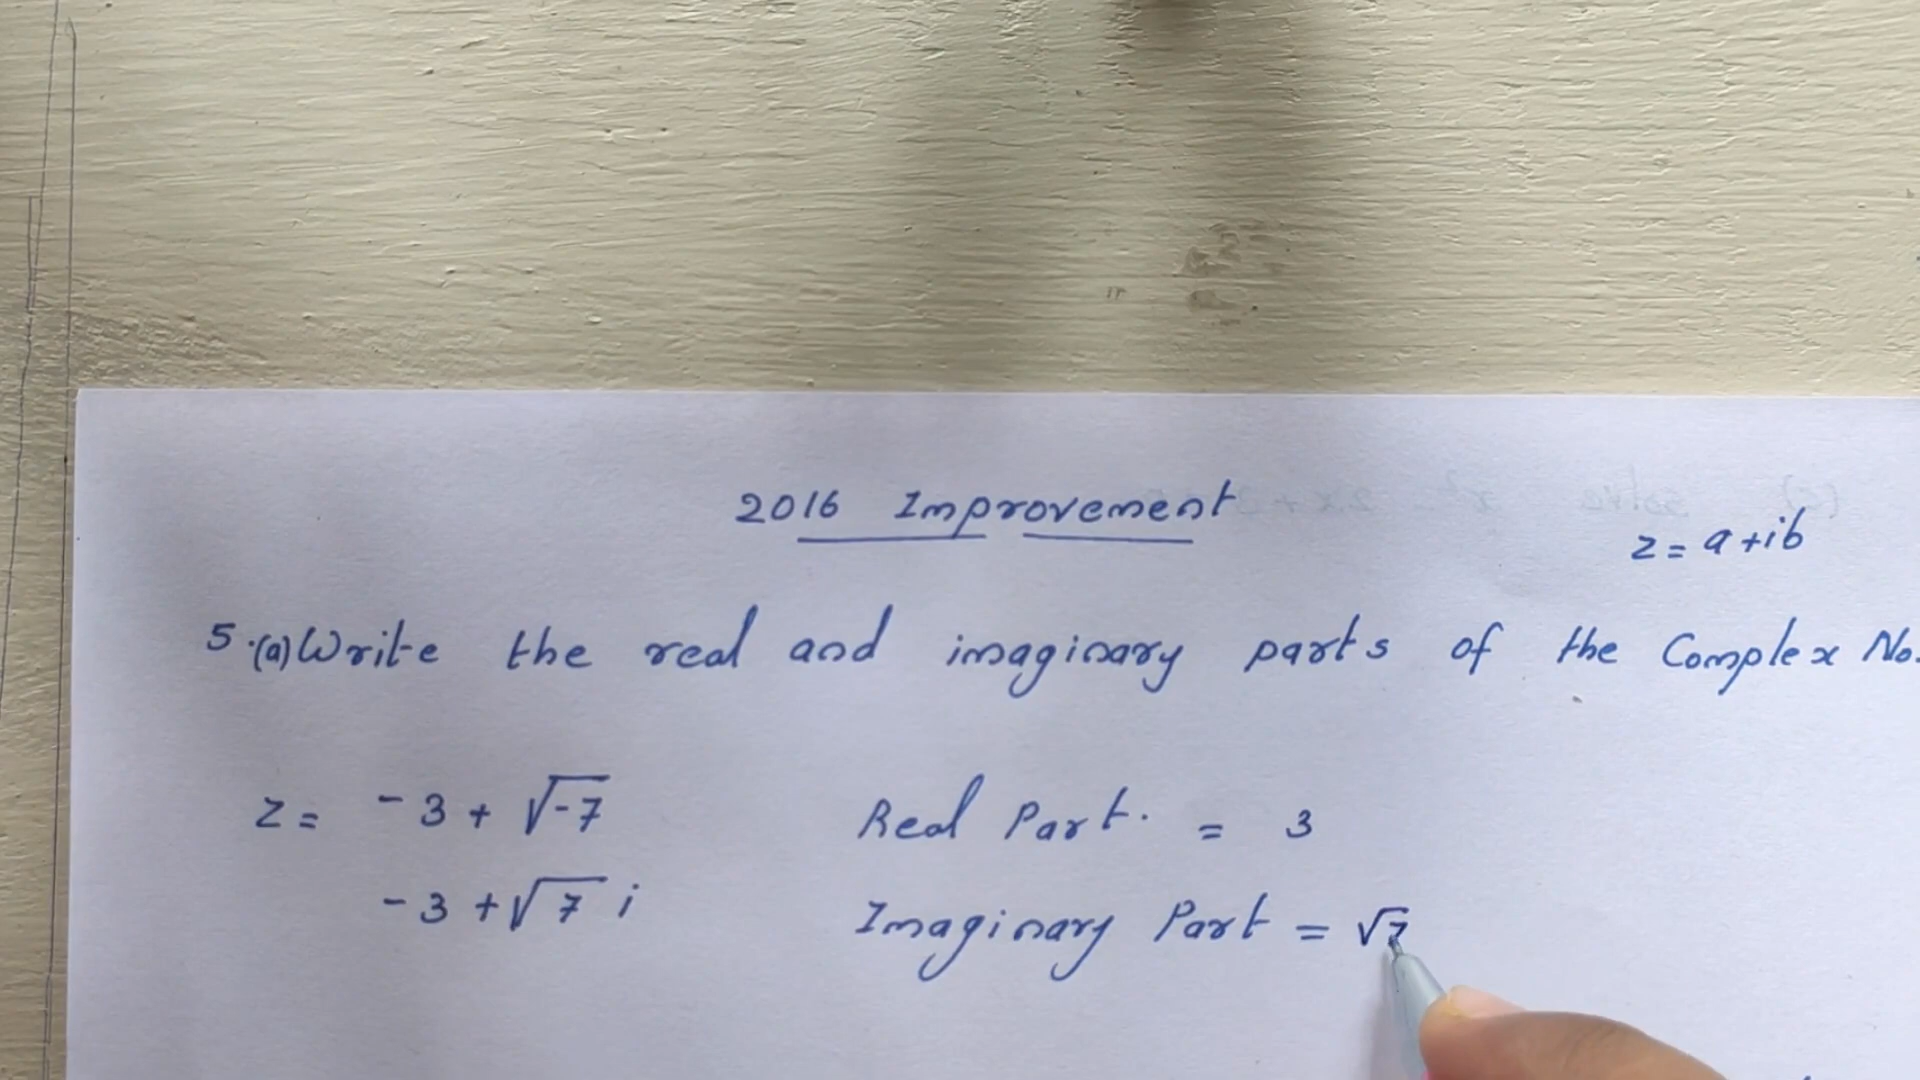 2016 Improvement
z = a+ib
5.(a) Write the real and imaginary parts of the Complex No.
z = -3 + √-7
Real Part. = 3
-3 + √7 i
Imaginary Part = √7